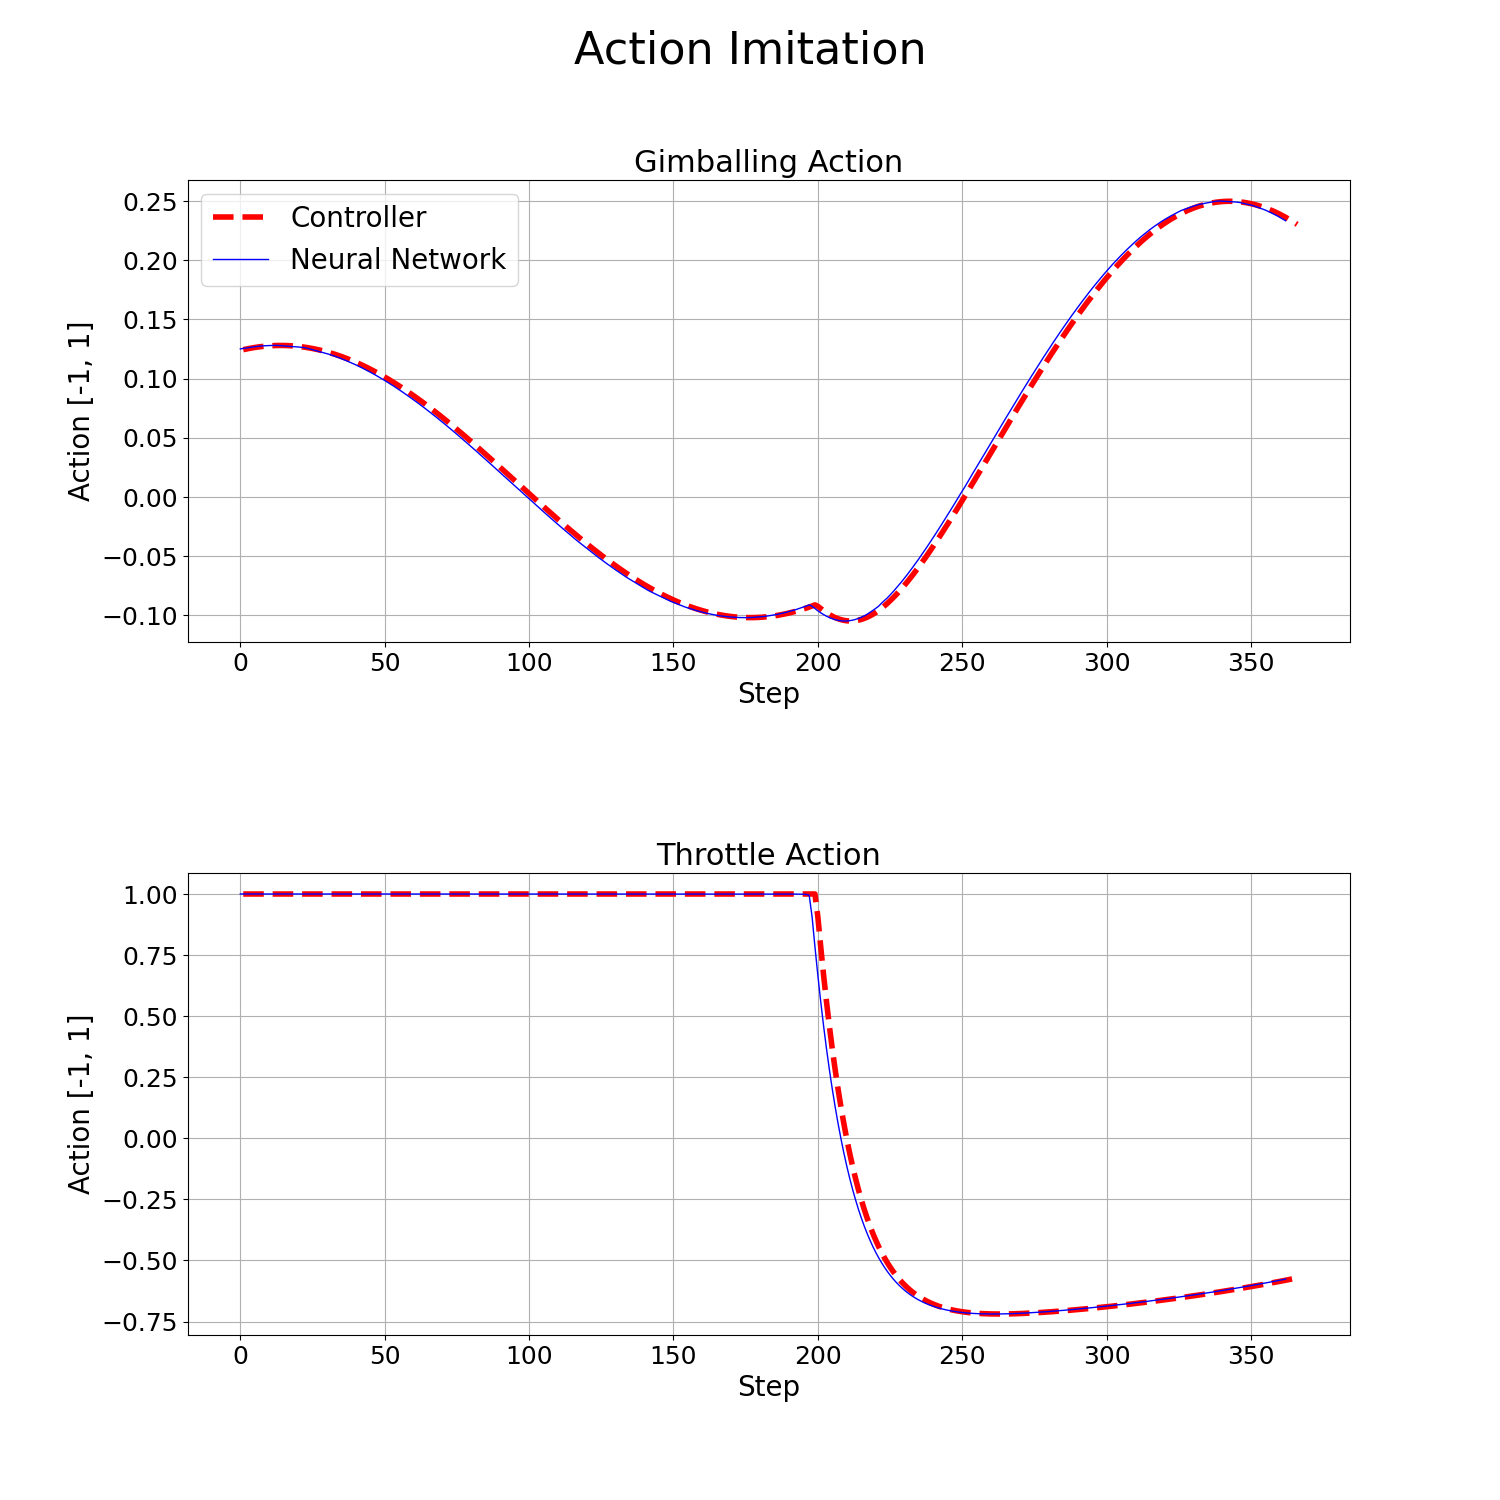 Action Imitation
Gimballing Action
Controller
Neural Network
Action [-1, 1]
0.25
0.20
0.15
0.10
0.05
0.00
−0.05
−0.10
0 50 100 150 200 250 300 350
Step
Throttle Action
Action [-1, 1]
1.00
0.75
0.50
0.25
0.00
−0.25
−0.50
−0.75
0 50 100 150 200 250 300 350
Step